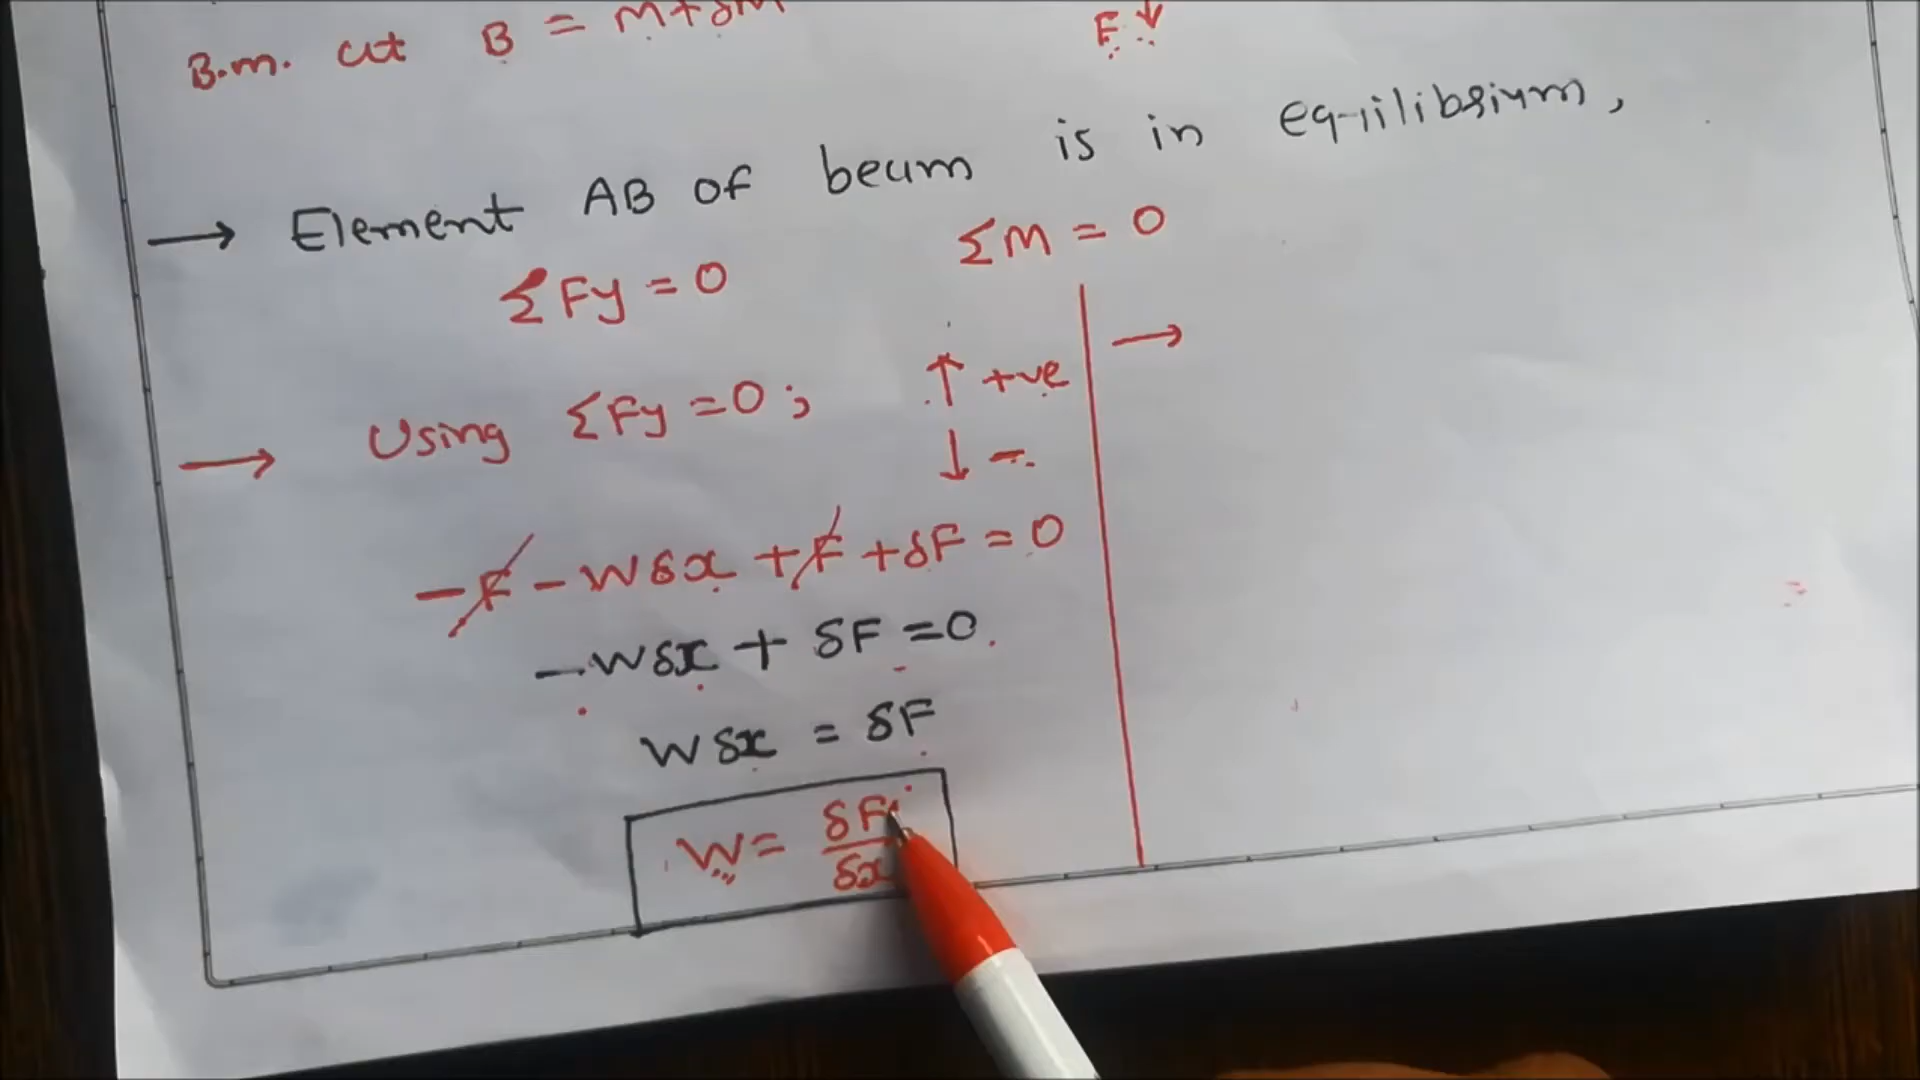 B.m. at B = M+δM
F ↓
→ Element AB of beam is in equilibrium,
ΣFy = 0 ΣM = 0
→ Using ΣFy = 0 ; ↑ +ve
↓ -
→
-F - wδx + F + δF = 0
-wδx + δF = 0
wδx = δF
w = δF/δx